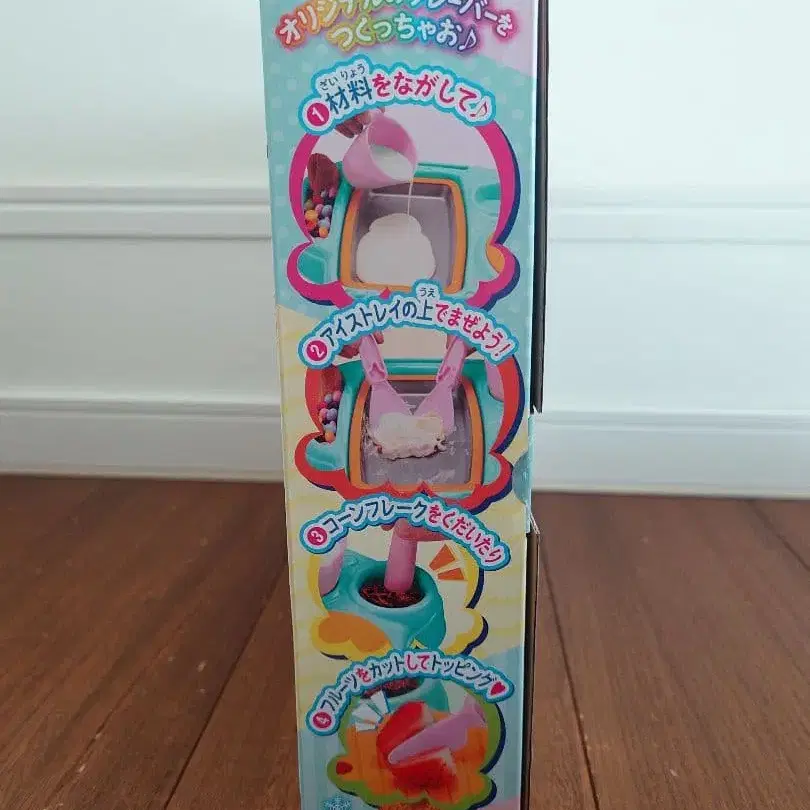 オリジナルのフレーバーを
つくっちゃお♪
ざいりょう
1 材料をながして♪
うえ
2 アイストレイの上でまぜよう!
3 コーンフレークをくだいたり
4 フルーツをカットしてトッピング♥